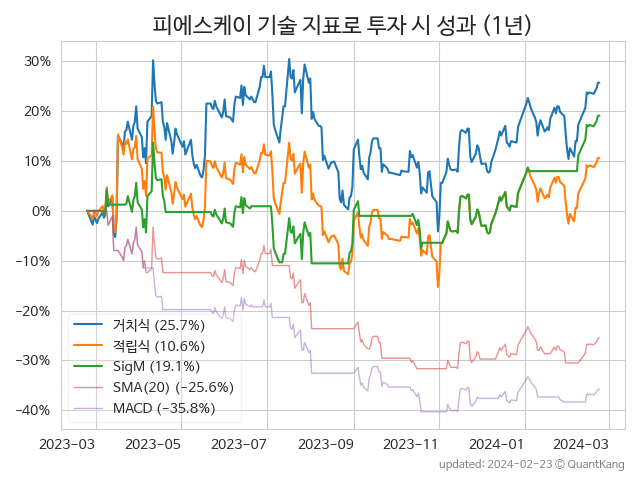 피에스케이 기술 지표로 투자 시 성과 (1년)
30%
20%
10%
0%
−10%
−20%
−30%
−40%
거치식 (25.7%)
적립식 (10.6%)
SigM (19.1%)
SMA(20) (−25.6%)
MACD (−35.8%)
2023-03
2023-05
2023-07
2023-09
2023-11
2024-01
2024-03
updated: 2024-02-23 ⓒ QuantKang